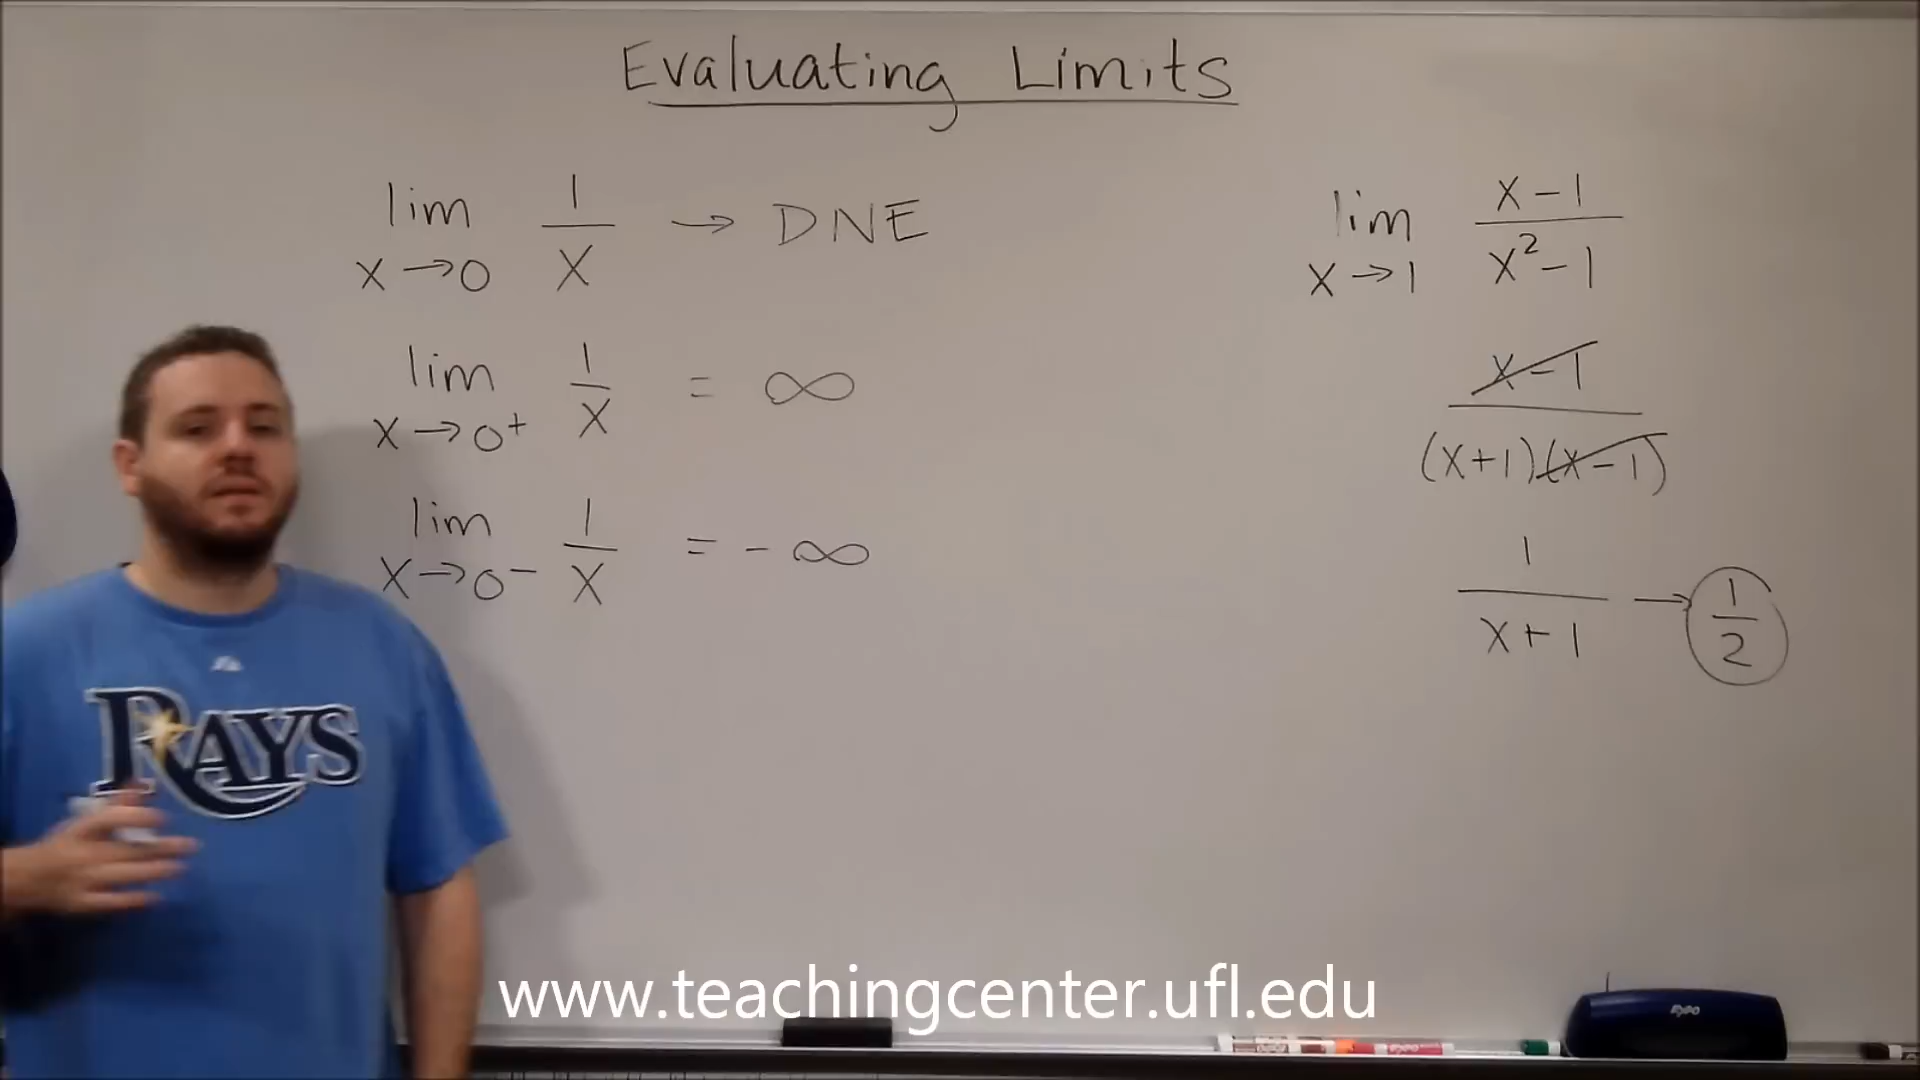 Evaluating Limits
lim x→0 1/x → DNE
lim x→0+ 1/x = ∞
lim x→0− 1/x = - ∞
lim x→1 x-1/x²-1
x-1
(x+1)(x-1)
1/x+1 → 1/2
RAYS
www.teachingcenter.ufl.edu
EXPO